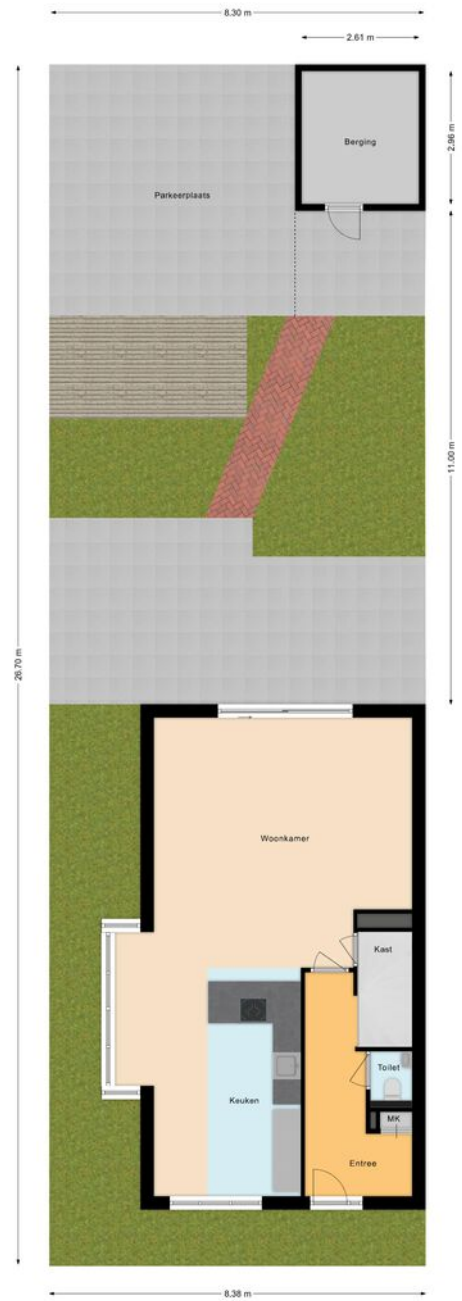 8.30 m
2.61 m
Berging
2.96 m
Parkeerplaats
11.00 m
26.70 m
Woonkamer
Kast
Toilet
Keuken
MK
Entree
8.38 m